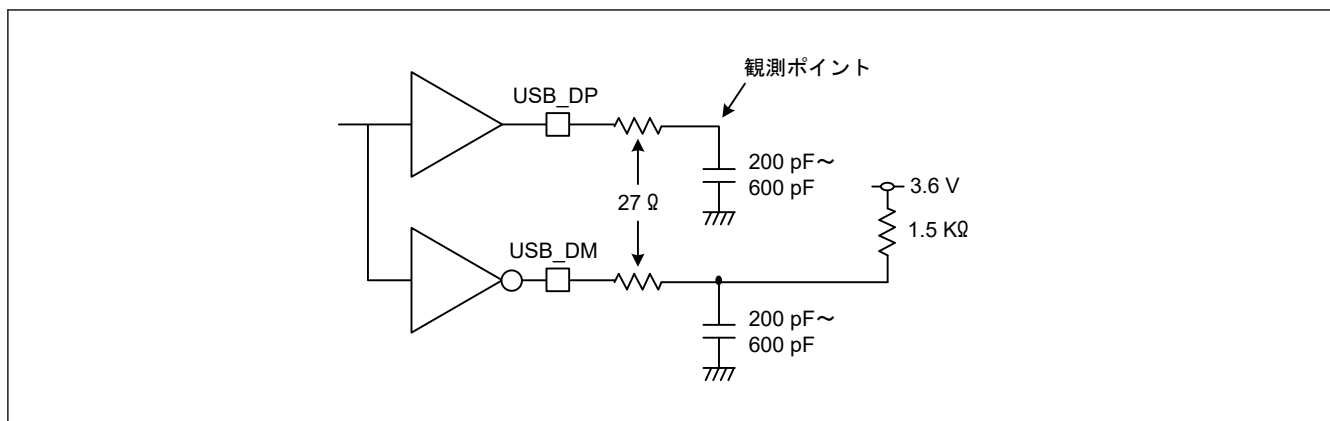 観測ポイント
USB_DP
200 pF～
600 pF
27 Ω
3.6 V
1.5 KΩ
USB_DM
200 pF～
600 pF